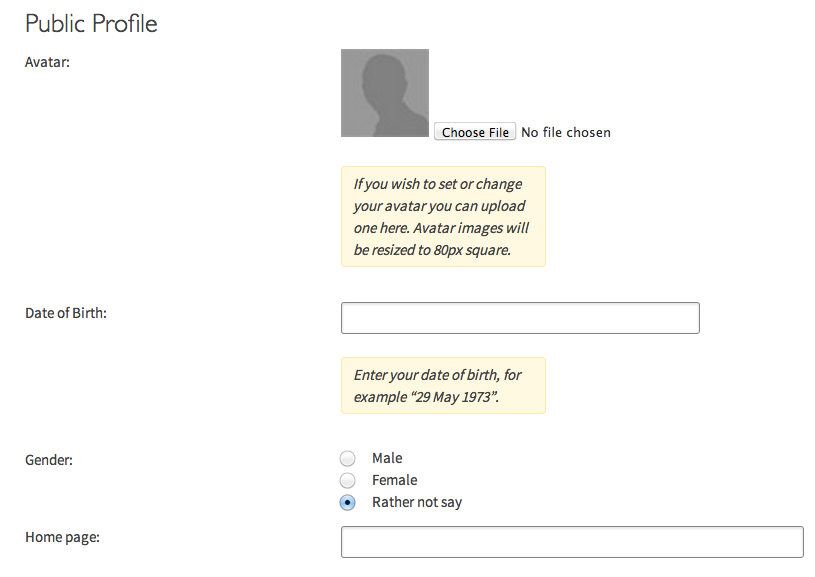 Public Profile
Avatar:
Choose File No file chosen
If you wish to set or change
your avatar you can upload
one here. Avatar images will
be resized to 80px square.
Date of Birth:
Enter your date of birth, for
example “29 May 1973”.
Gender:
Male
Female
Rather not say
Home page: